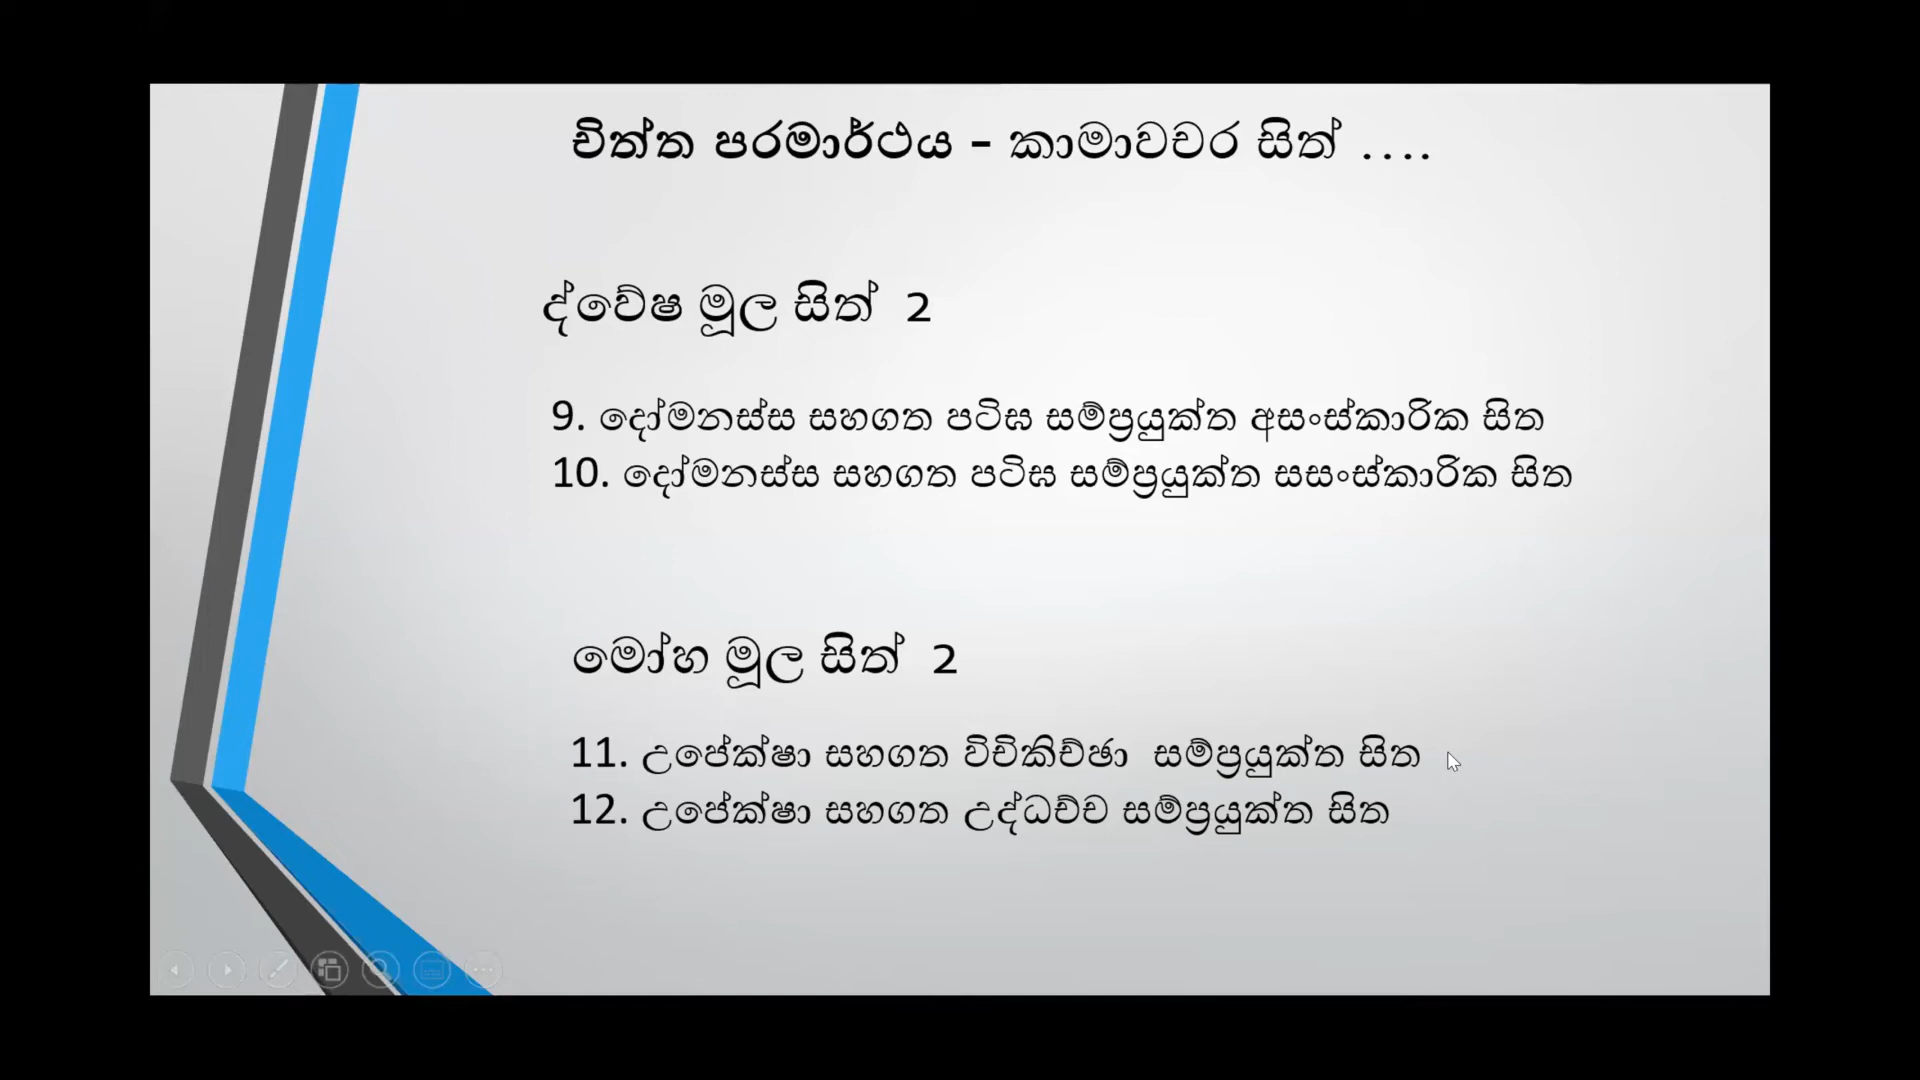 චිත්ත පරමාර්ථය - කාමාවචර සිත් ....
ද්වේෂ මූල සිත් 2
9. දෝමනස්ස සහගත පටිඝ සම්ප්‍රයුක්ත අසංස්කාරික සිත
10. දෝමනස්ස සහගත පටිඝ සම්ප්‍රයුක්ත සසංස්කාරික සිත
මෝහ මූල සිත් 2
11. උපේක්ෂා සහගත විචිකිච්ඡා සම්ප්‍රයුක්ත සිත
12. උපේක්ෂා සහගත උද්ධච්ච සම්ප්‍රයුක්ත සිත